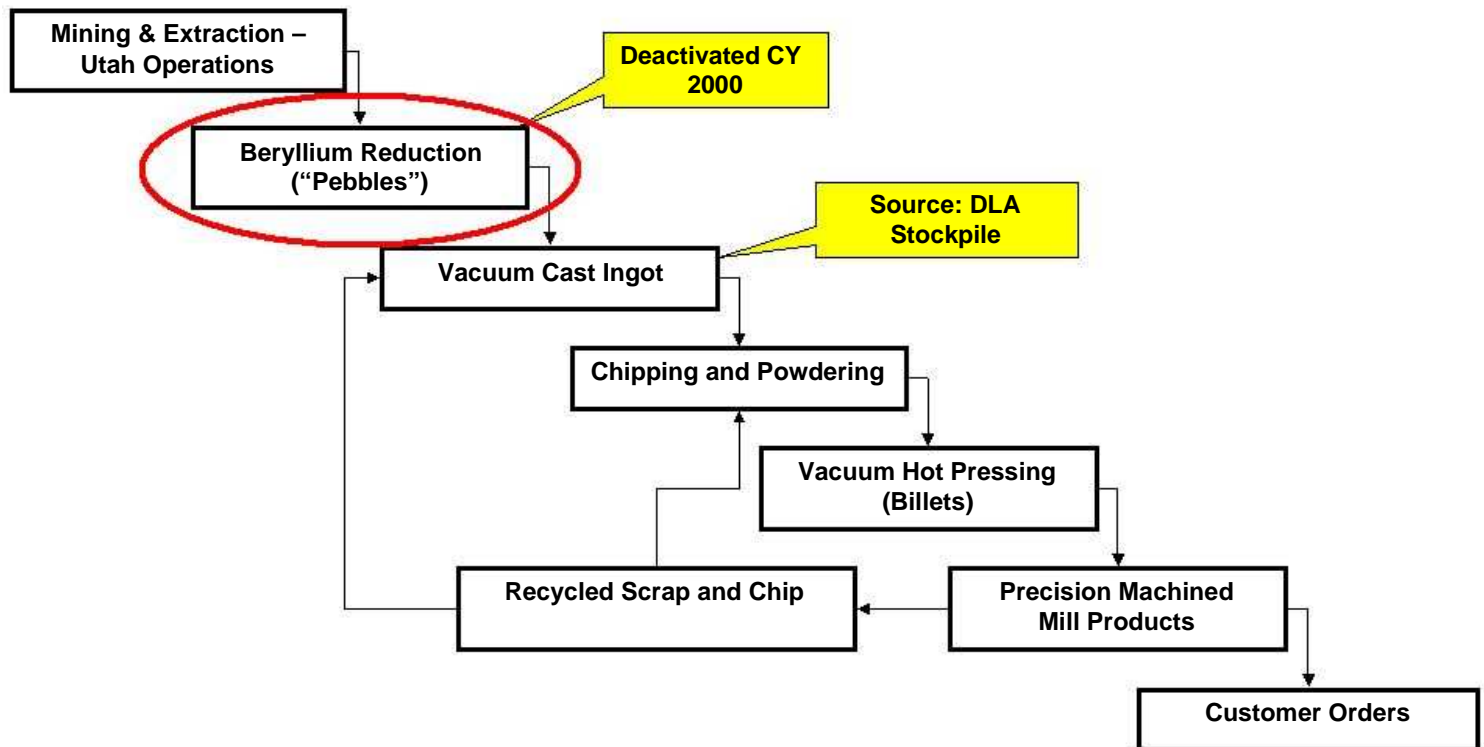 Mining & Extraction –
Utah Operations
Deactivated CY
2000
Beryllium Reduction
(“Pebbles”)
Source: DLA
Stockpile
Vacuum Cast Ingot
Chipping and Powdering
Vacuum Hot Pressing
(Billets)
Recycled Scrap and Chip
Precision Machined
Mill Products
Customer Orders